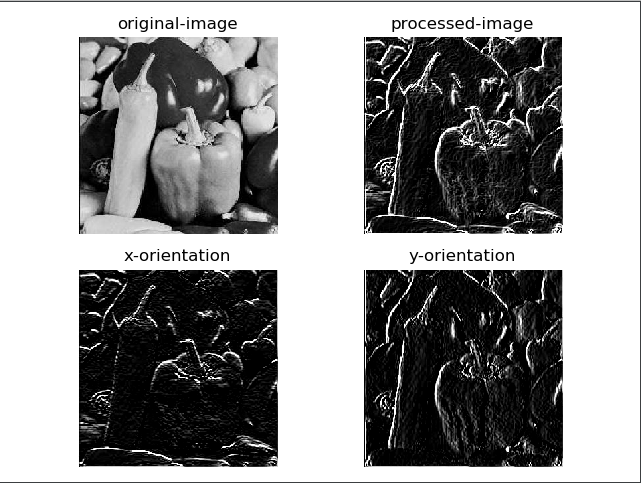 original-image
processed-image
x-orientation
y-orientation